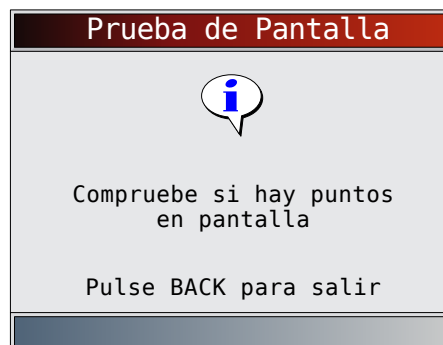 Prueba de Pantalla
i
Compruebe si hay puntos
en pantalla
Pulse BACK para salir